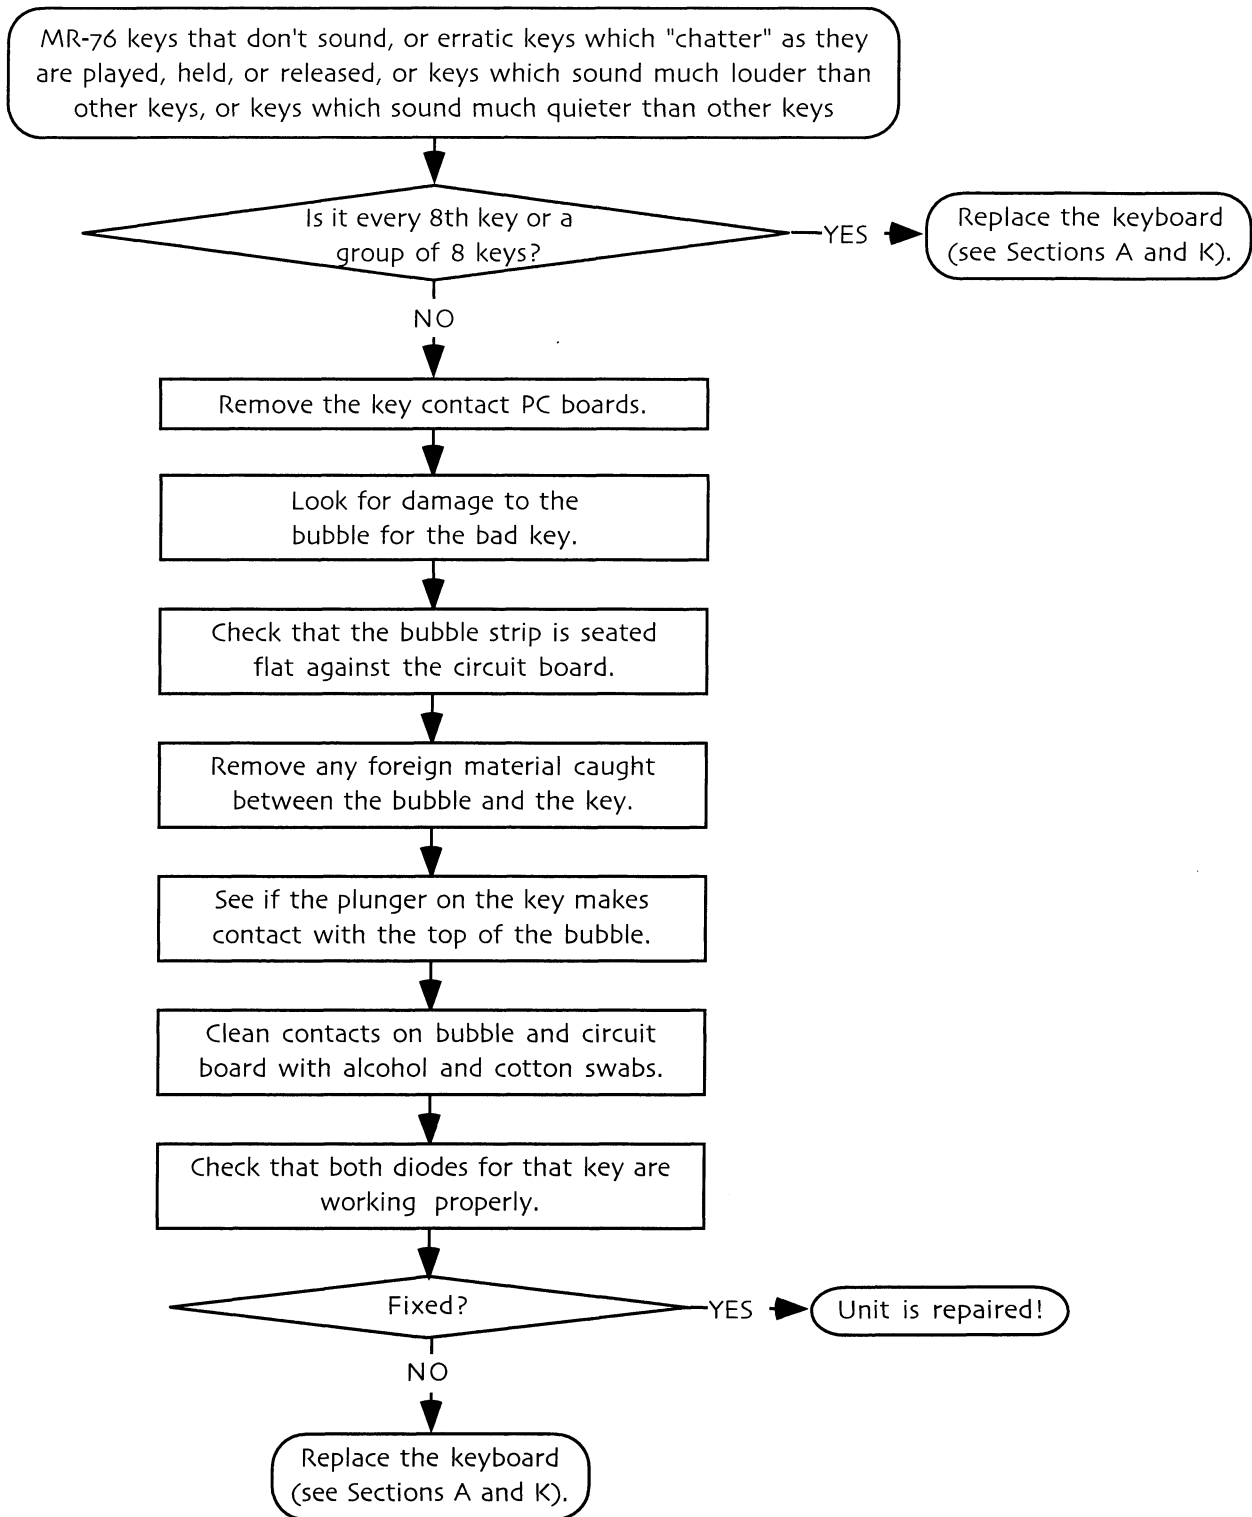 MR-76 keys that don't sound, or erratic keys which "chatter" as they
are played, held, or released, or keys which sound much louder than
other keys, or keys which sound much quieter than other keys
Is it every 8th key or a
group of 8 keys?
YES
Replace the keyboard
(see Sections A and K).
NO
Remove the key contact PC boards.
Look for damage to the
bubble for the bad key.
Check that the bubble strip is seated
flat against the circuit board.
Remove any foreign material caught
between the bubble and the key.
See if the plunger on the key makes
contact with the top of the bubble.
Clean contacts on bubble and circuit
board with alcohol and cotton swabs.
Check that both diodes for that key are
working properly.
Fixed?
YES
Unit is repaired!
NO
Replace the keyboard
(see Sections A and K).